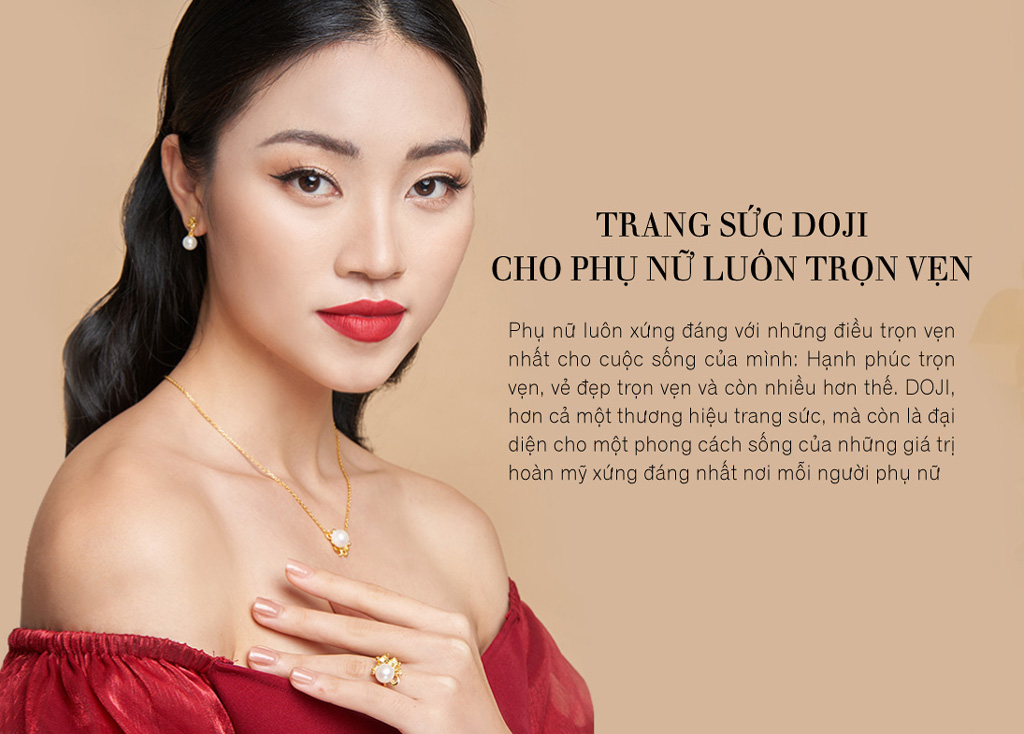 TRANG SỨC DOJI
CHO PHỤ NỮ LUÔN TRỌN VẸN
Phụ nữ luôn xứng đáng với những điều trọn vẹn
nhất cho cuộc sống của mình: Hạnh phúc trọn
vẹn, vẻ đẹp trọn vẹn và còn nhiều hơn thế. DOJI,
hơn cả một thương hiệu trang sức, mà còn là đại
diện cho một phong cách sống của những giá trị
hoàn mỹ xứng đáng nhất nơi mỗi người phụ nữ